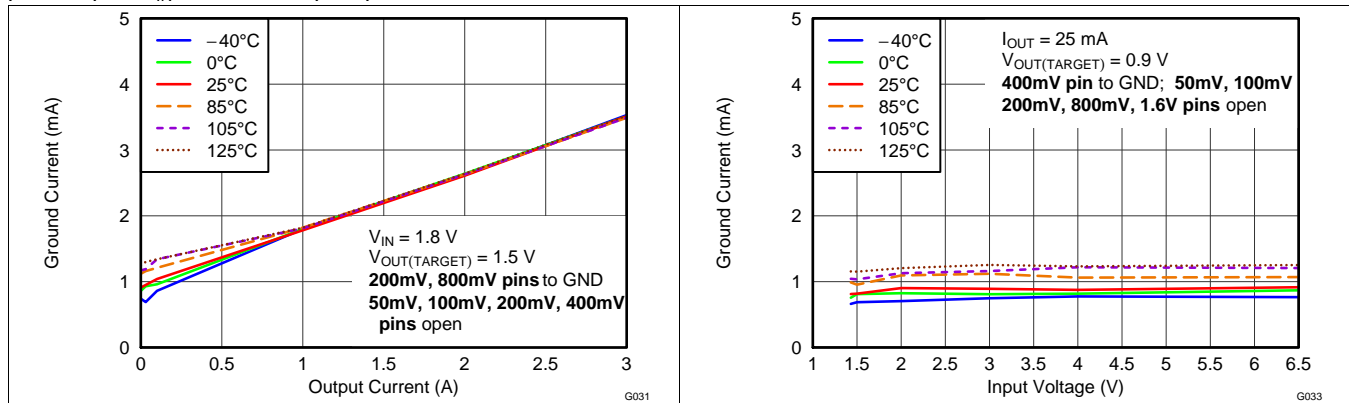 5
4
3
2
1
0
Ground Current (mA)
−40°C
0°C
25°C
85°C
105°C
125°C
VIN = 1.8 V
VOUT(TARGET) = 1.5 V
200mV, 800mV pins to GND
50mV, 100mV, 200mV, 400mV
pins open
0 0.5 1 1.5 2 2.5 3
Output Current (A)
G031
5
4
3
2
1
0
Ground Current (mA)
−40°C
0°C
25°C
85°C
105°C
125°C
IOUT = 25 mA
VOUT(TARGET) = 0.9 V
400mV pin to GND; 50mV, 100mV
200mV, 800mV, 1.6V pins open
1 1.5 2 2.5 3 3.5 4 4.5 5 5.5 6 6.5
Input Voltage (V)
G033